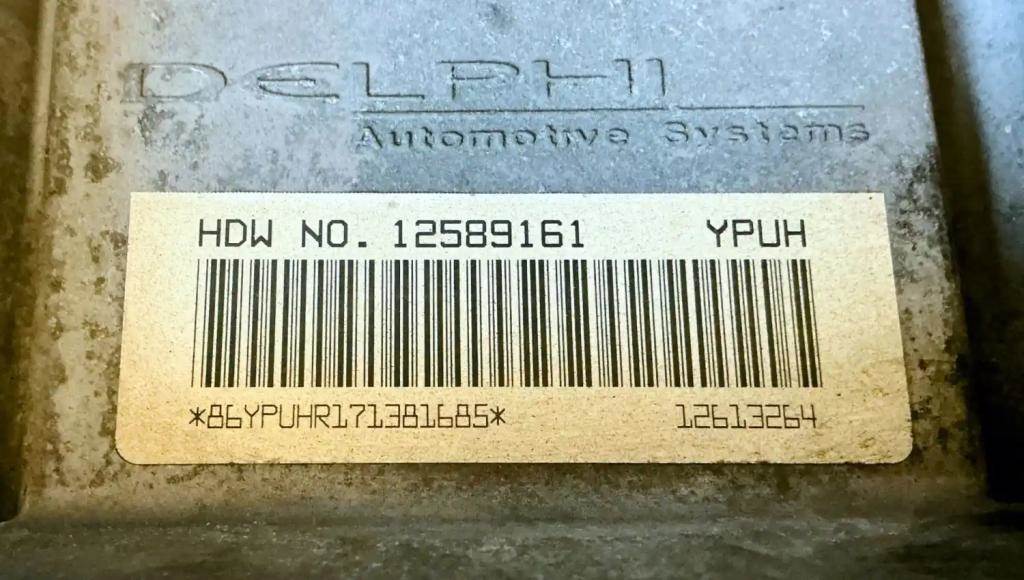 DELPHI
Automotive Systems
HDW NO. 12589161 YPUH
*86YPUHR171381685* 12613264